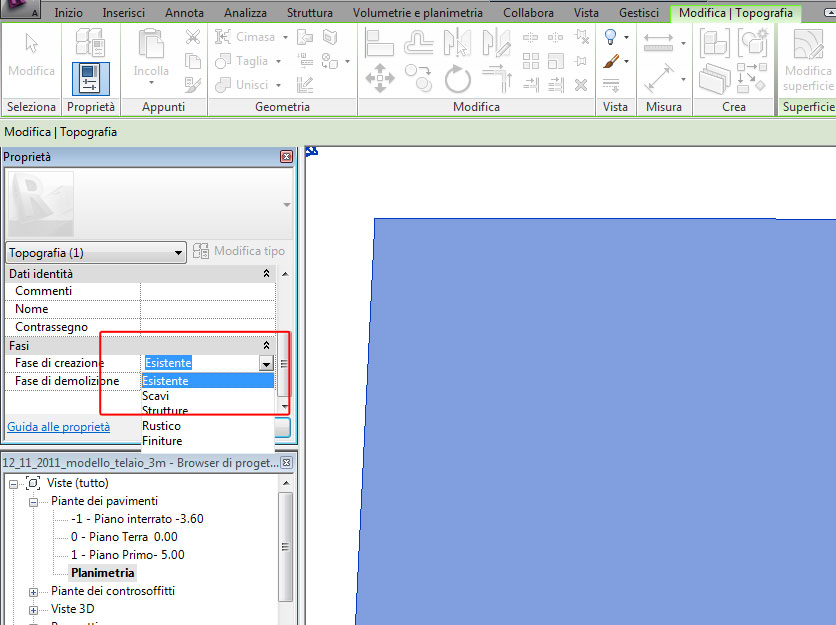 Inizio Inserisci Annota Analizza Struttura Volumetrie e planimetria Collabora Vista Gestisci Modifica | Topografia
Cimasa
Taglia
Unisci
Modifica
Incolla
Modifica
superficie
Seleziona Proprietà Appunti Geometria Modifica Vista Misura Crea Superficie
Modifica | Topografia
Proprietà
Topografia (1) Modifica tipo
Dati identità
Commenti
Nome
Contrassegno
Fasi
Fase di creazione Esistente
Fase di demolizione Esistente
Scavi
Strutture
Guida alle proprietà Rustico
Finiture
12_11_2011_modello_telaio_3m - Browser di proget...
Viste (tutto)
Piante dei pavimenti
-1 - Piano interrato -3.60
0 - Piano Terra 0.00
1 - Piano Primo- 5.00
Planimetria
Piante dei controsoffitti
Viste 3D